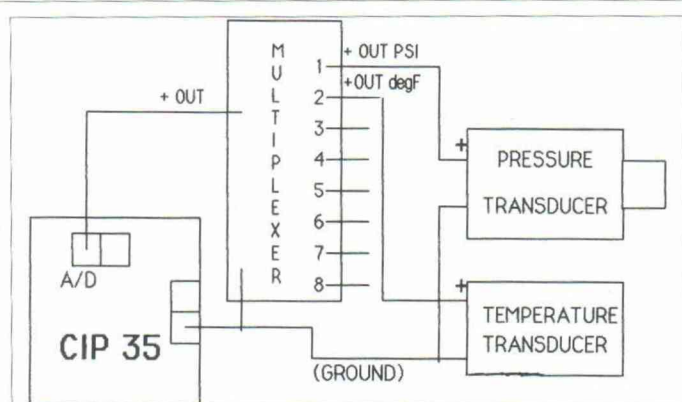 MULTIPLEXER
+ OUT PSI
1
+OUT degF
2
3
4
5
6
7
8
+ OUT
+
PRESSURE
TRANSDUCER
A/D
CIP 35
+
TEMPERATURE
TRANSDUCER
(GROUND)